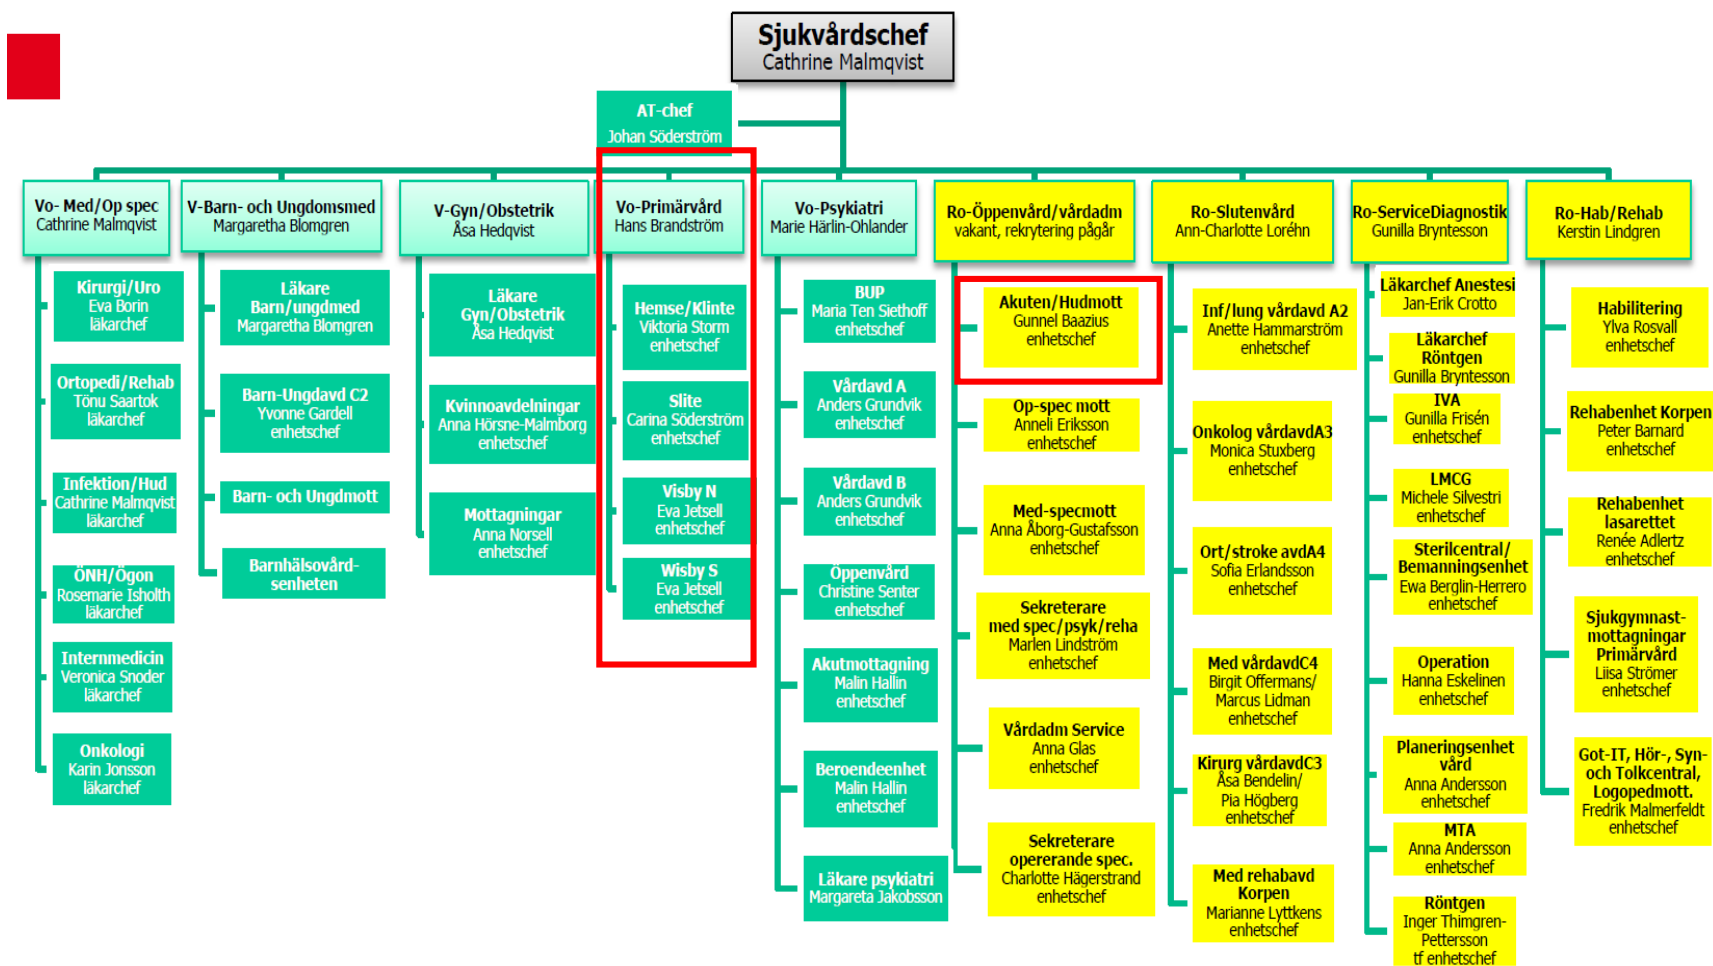 Sjukvårdschef
Cathrine Malmqvist
AT-chef
Johan Söderström
Vo- Med/Op spec
Cathrine Malmqvist
Kirurgi/Uro
Eva Borin
läkarchef
Ortopedi/Rehab
Tönu Saartok
läkarchef
Infektion/Hud
Cathrine Malmqvist
läkarchef
ÖNH/Ögon
Rosemarie Isholth
läkarchef
Internmedicin
Veronica Snoder
läkarchef
Onkologi
Karin Jonsson
läkarchef
V-Barn- och Ungdomsmed
Margaretha Blomgren
Läkare
Barn/ungdmed
Margaretha Blomgren
Barn-Ungdavd C2
Yvonne Gardell
enhetschef
Barn- och Ungdmott
Barnhälsovård-
senheten
V-Gyn/Obstetrik
Åsa Hedqvist
Läkare
Gyn/Obstetrik
Åsa Hedqvist
Kvinnoavdelningar
Anna Hörsne-Malmborg
enhetschef
Mottagningar
Anna Norsell
enhetschef
Vo-Primärvård
Hans Brandström
Hemse/Klinte
Viktoria Storm
enhetschef
Slite
Carina Söderström
enhetschef
Visby N
Eva Jetsell
enhetschef
Wisby S
Eva Jetsell
enhetschef
Vo-Psykiatri
Marie Härlin-Ohlander
BUP
Maria Ten Siethoff
enhetschef
Vårdavd A
Anders Grundvik
enhetschef
Vårdavd B
Anders Grundvik
enhetschef
Öppenvård
Christine Senter
enhetschef
Akutmottagning
Malin Hallin
enhetschef
Beroendeenhet
Malin Hallin
enhetschef
Läkare psykiatri
Margareta Jakobsson
Ro-Öppenvård/vårdadm
vakant, rekrytering pågår
Akuten/Hudmott
Gunnel Baazius
enhetschef
Op-spec mott
Anneli Eriksson
enhetschef
Med-specmott
Anna Åborg-Gustafsson
enhetschef
Sekreterare
med spec/psyk/reha
Marlen Lindström
enhetschef
Vårdadm Service
Anna Glas
enhetschef
Sekreterare
opererande spec.
Charlotte Hägerstrand
enhetschef
Ro-Slutenvård
Ann-Charlotte Loréhn
Inf/lung vårdavd A2
Anette Hammarström
enhetschef
Onkolog vårdavdA3
Monica Stuxberg
enhetschef
Ort/stroke avdA4
Sofia Erlandsson
enhetschef
Med vårdavdC4
Birgit Offermans/
Marcus Lidman
enhetschef
Kirurg vårdavdC3
Åsa Bendelin/
Pia Högberg
enhetschef
Med rehabavd
Korpen
Marianne Lyttkens
enhetschef
Ro-ServiceDiagnostik
Gunilla Bryntesson
Läkarchef Anestesi
Jan-Erik Crotto
Läkarchef
Röntgen
Gunilla Bryntesson
IVA
Gunilla Frisén
enhetschef
LMCG
Michele Silvestri
enhetschef
Sterilcentral/
Bemanningsenhet
Ewa Berglin-Herrero
enhetschef
Operation
Hanna Eskelinen
enhetschef
Planeringsenhet
vård
Anna Andersson
enhetschef
MTA
Anna Andersson
enhetschef
Röntgen
Inger Thimgren-
Pettersson
tf enhetschef
Ro-Hab/Rehab
Kerstin Lindgren
Habilitering
Ylva Rosvall
enhetschef
Rehabenhet Korpen
Peter Barnard
enhetschef
Rehabenhet
lasarettet
Renée Adlertz
enhetschef
Sjukgymnast-
mottagningar
Primärvård
Liisa Strömer
enhetschef
Got-IT, Hör-, Syn-
och Tolkcentral,
Logopedmott.
Fredrik Malmerfeldt
enhetschef